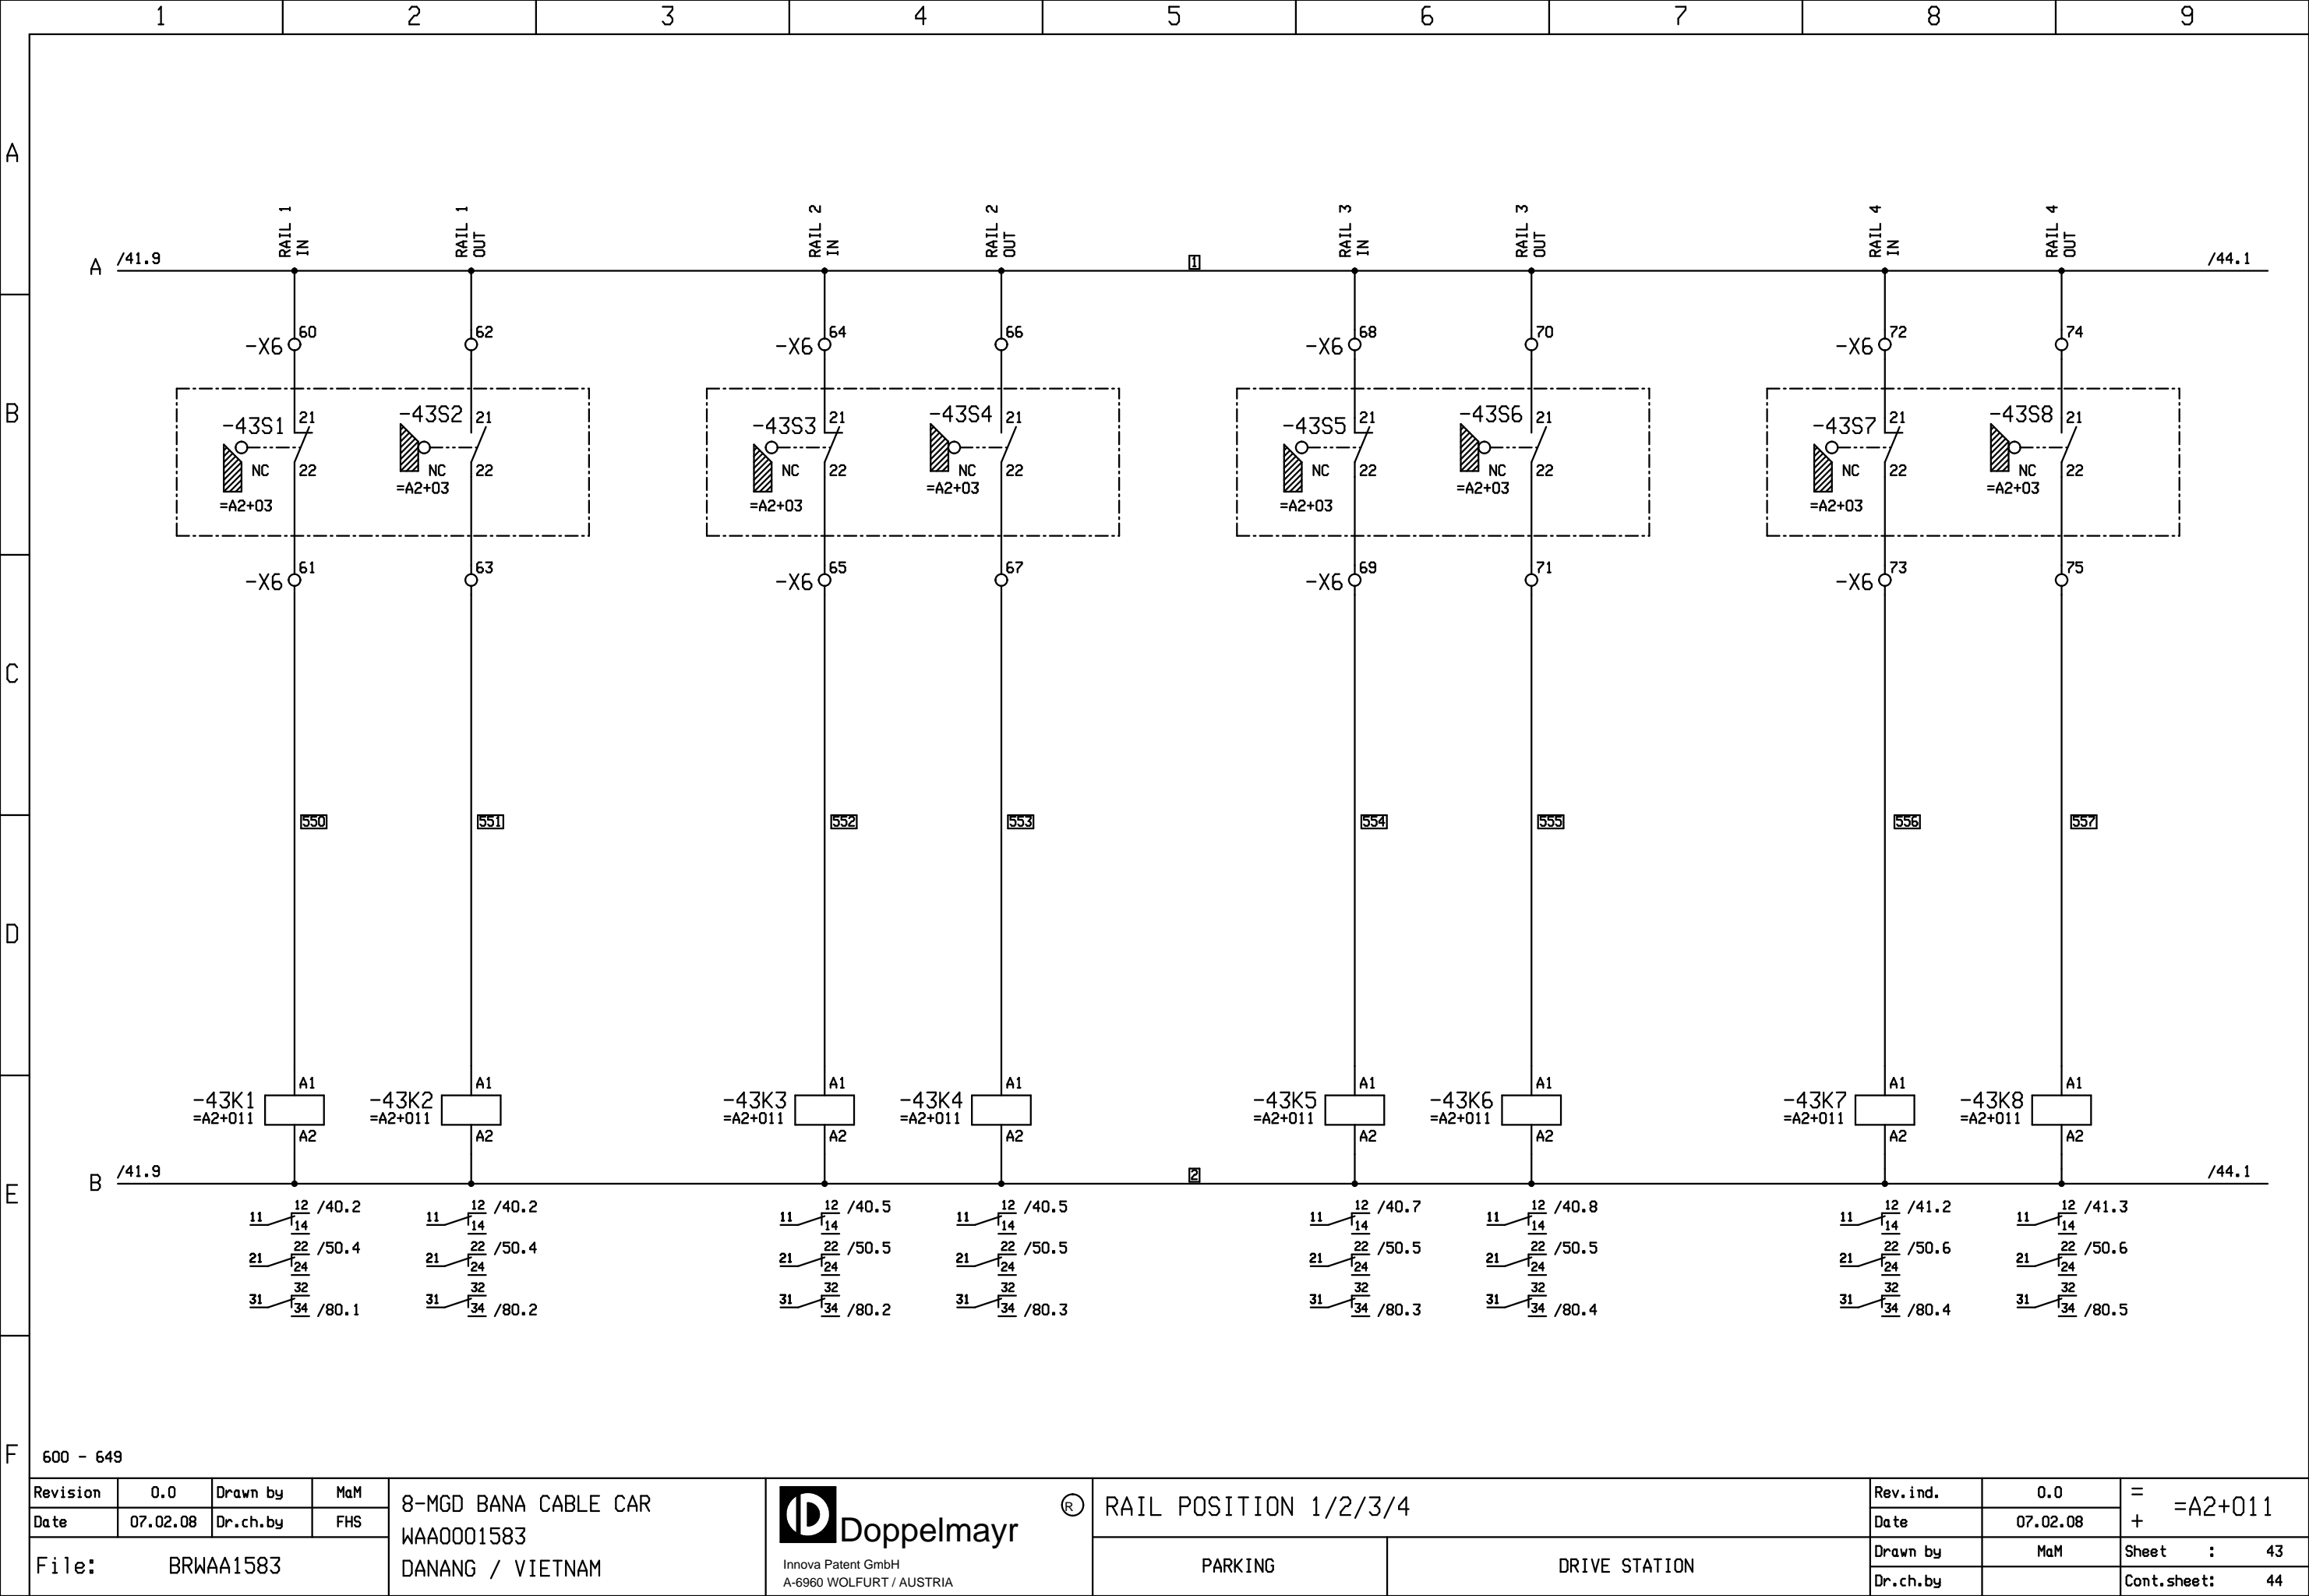 1 2 3 4 5 6 7 8 9
A
RAIL 1 IN
RAIL 1 OUT
RAIL 2 IN
RAIL 2 OUT
RAIL 3 IN
RAIL 3 OUT
RAIL 4 IN
RAIL 4 OUT
A /41.9 1 /44.1
-X6 60 62 -X6 64 66 -X6 68 70 -X6 72 74
B
-43S1 21 -43S2 21 -43S3 21 -43S4 21 -43S5 21 -43S6 21 -43S7 21 -43S8 21
NC 22 NC 22 NC 22 NC 22 NC 22 NC 22 NC 22 NC 22
=A2+03 =A2+03 =A2+03 =A2+03 =A2+03 =A2+03 =A2+03 =A2+03
-X6 61 63 -X6 65 67 -X6 69 71 -X6 73 75
C
550 551 552 553 554 555 556 557
D
A1 A1 A1 A1 A1 A1 A1 A1
-43K1 -43K2 -43K3 -43K4 -43K5 -43K6 -43K7 -43K8
=A2+011 =A2+011 =A2+011 =A2+011 =A2+011 =A2+011 =A2+011 =A2+011
A2 A2 A2 A2 A2 A2 A2 A2
B /41.9 2 /44.1
E
12 /40.2 12 /40.2 12 /40.5 12 /40.5 12 /40.7 12 /40.8 12 /41.2 12 /41.3
11 14 11 14 11 14 11 14 11 14 11 14 11 14 11 14
22 /50.4 22 /50.4 22 /50.5 22 /50.5 22 /50.5 22 /50.5 22 /50.6 22 /50.6
21 24 21 24 21 24 21 24 21 24 21 24 21 24 21 24
32 32 32 32 32 32 32 32
31 34 /80.1 31 34 /80.2 31 34 /80.2 31 34 /80.3 31 34 /80.3 31 34 /80.4 31 34 /80.4 31 34 /80.5
F
600 - 649
Revision 0.0 Drawn by MaM
Date 07.02.08 Dr.ch.by FHS
File: BRWAA1583
8-MGD BANA CABLE CAR
WAA0001583
DANANG / VIETNAM
Doppelmayr ®
Innova Patent GmbH
A-6960 WOLFURT / AUSTRIA
RAIL POSITION 1/2/3/4
PARKING DRIVE STATION
Rev.ind. 0.0
Date 07.02.08
Drawn by MaM
Dr.ch.by
=
+ =A2+011
Sheet : 43
Cont.sheet: 44